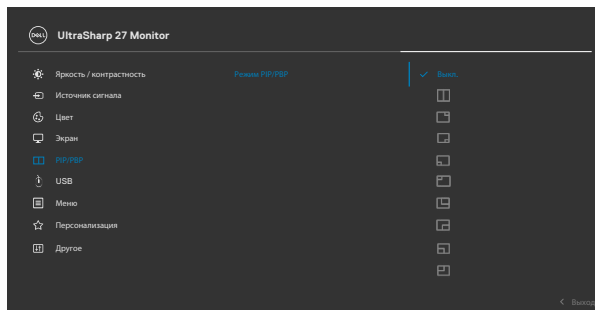 DELL UltraSharp 27 Monitor
Яркость / контрастность Режим PIP/PBP Выкл.
Источник сигнала
Цвет
Экран
PIP/PBP
USB
Меню
Персонализация
Другое
Выход